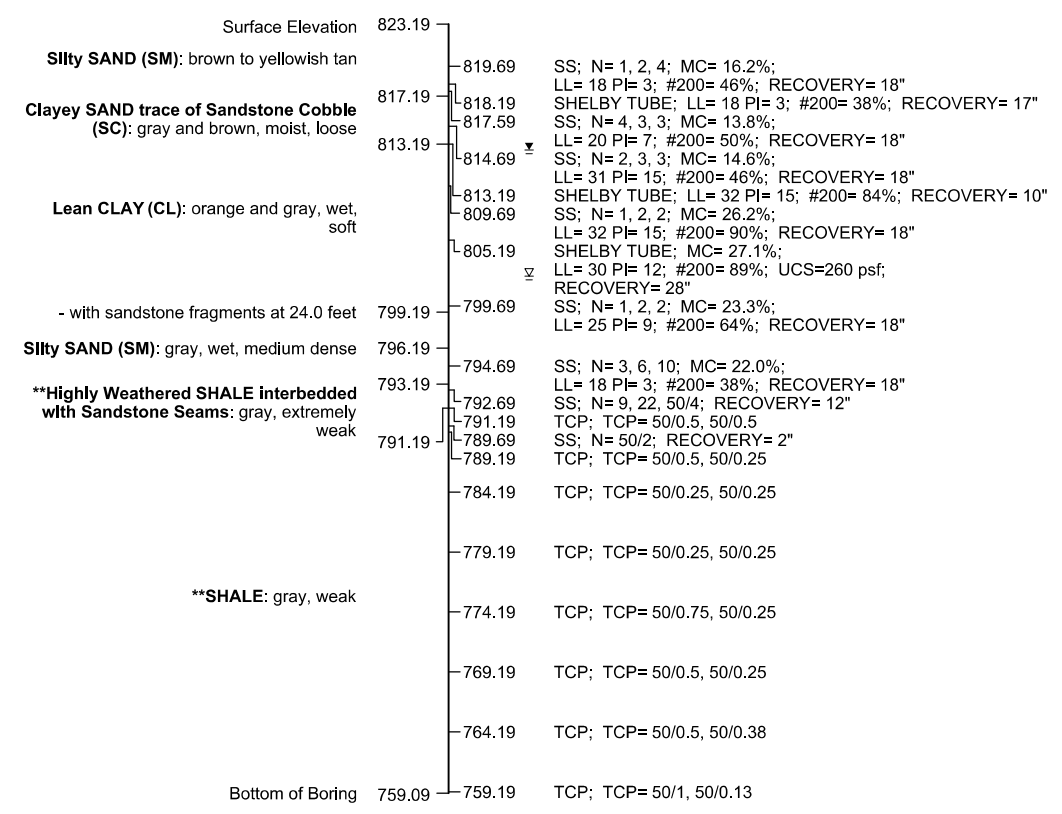 Surface Elevation 823.19
Silty SAND (SM): brown to yellowish tan
819.69 SS; N= 1, 2, 4; MC= 16.2%;
LL= 18 PI= 3; #200= 46%; RECOVERY= 18"
817.19
818.19 SHELBY TUBE; LL= 18 PI= 3; #200= 38%; RECOVERY= 17"
Clayey SAND trace of Sandstone Cobble
(SC): gray and brown, moist, loose
817.59 SS; N= 4, 3, 3; MC= 13.8%;
LL= 20 PI= 7; #200= 50%; RECOVERY= 18"
813.19
814.69 SS; N= 2, 3, 3; MC= 14.6%;
LL= 31 PI= 15; #200= 46%; RECOVERY= 18"
813.19 SHELBY TUBE; LL= 32 PI= 15; #200= 84%; RECOVERY= 10"
Lean CLAY (CL): orange and gray, wet,
soft
809.69 SS; N= 1, 2, 2; MC= 26.2%;
LL= 32 PI= 15; #200= 90%; RECOVERY= 18"
805.19 SHELBY TUBE; MC= 27.1%;
LL= 30 PI= 12; #200= 89%; UCS=260 psf;
RECOVERY= 28"
- with sandstone fragments at 24.0 feet 799.19
799.69 SS; N= 1, 2, 2; MC= 23.3%;
LL= 25 PI= 9; #200= 64%; RECOVERY= 18"
Silty SAND (SM): gray, wet, medium dense 796.19
794.69 SS; N= 3, 6, 10; MC= 22.0%;
LL= 18 PI= 3; #200= 38%; RECOVERY= 18"
793.19
**Highly Weathered SHALE interbedded
with Sandstone Seams: gray, extremely
weak
792.69 SS; N= 9, 22, 50/4; RECOVERY= 12"
791.19 TCP; TCP= 50/0.5, 50/0.5
791.19
789.69 SS; N= 50/2; RECOVERY= 2"
789.19 TCP; TCP= 50/0.5, 50/0.25
784.19 TCP; TCP= 50/0.25, 50/0.25
779.19 TCP; TCP= 50/0.25, 50/0.25
**SHALE: gray, weak
774.19 TCP; TCP= 50/0.75, 50/0.25
769.19 TCP; TCP= 50/0.5, 50/0.25
764.19 TCP; TCP= 50/0.5, 50/0.38
Bottom of Boring 759.09
759.19 TCP; TCP= 50/1, 50/0.13